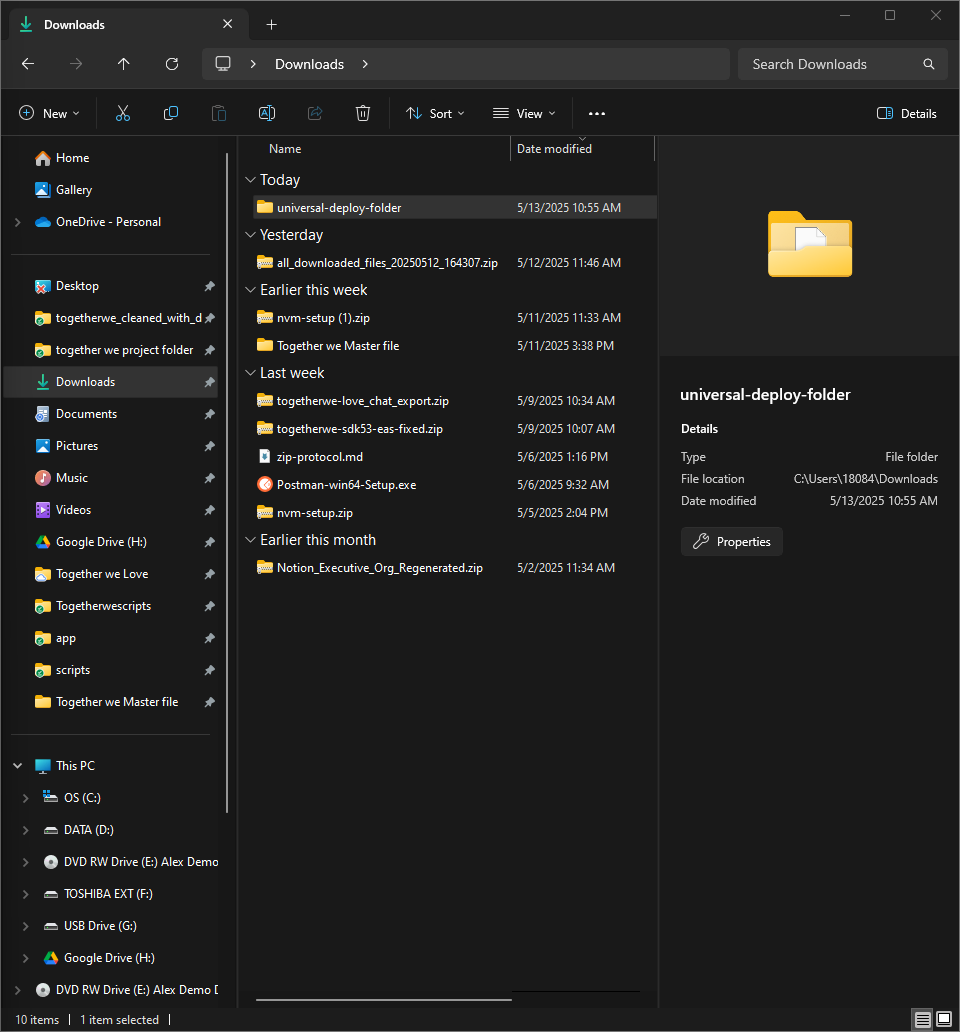 Downloads
Downloads
Search Downloads
New
Sort
View
Details
Home
Gallery
OneDrive - Personal
Desktop
togetherwe_cleaned_with_d
together we project folder
Downloads
Documents
Pictures
Music
Videos
Google Drive (H:)
Together we Love
Togetherwescripts
app
scripts
Together we Master file
This PC
OS (C:)
DATA (D:)
DVD RW Drive (E:) Alex Demo
TOSHIBA EXT (F:)
USB Drive (G:)
Google Drive (H:)
DVD RW Drive (E:) Alex Demo D
Name Date modified
Today
universal-deploy-folder 5/13/2025 10:55 AM
Yesterday
all_downloaded_files_20250512_164307.zip 5/12/2025 11:46 AM
Earlier this week
nvm-setup (1).zip 5/11/2025 11:33 AM
Together we Master file 5/11/2025 3:38 PM
Last week
togetherwe-love_chat_export.zip 5/9/2025 10:34 AM
togetherwe-sdk53-eas-fixed.zip 5/9/2025 10:07 AM
zip-protocol.md 5/6/2025 1:16 PM
Postman-win64-Setup.exe 5/6/2025 9:32 AM
nvm-setup.zip 5/5/2025 2:04 PM
Earlier this month
Notion_Executive_Org_Regenerated.zip 5/2/2025 11:34 AM
universal-deploy-folder
Details
Type File folder
File location C:\Users\18084\Downloads
Date modified 5/13/2025 10:55 AM
Properties
10 items 1 item selected